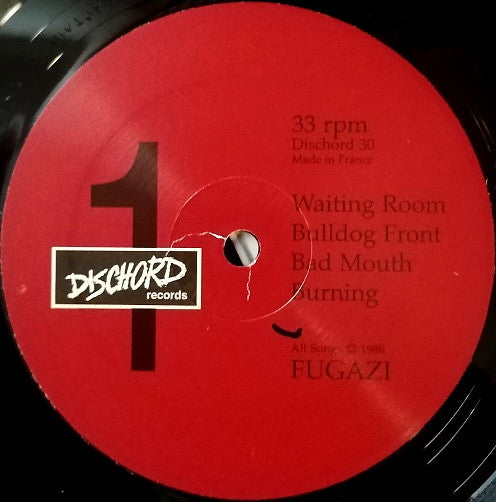 33 rpm
Dischord 30
Made in France
1
Waiting Room
Bulldog Front
Bad Mouth
Burning
DISCHORD
records
All Songs © 1988
FUGAZI